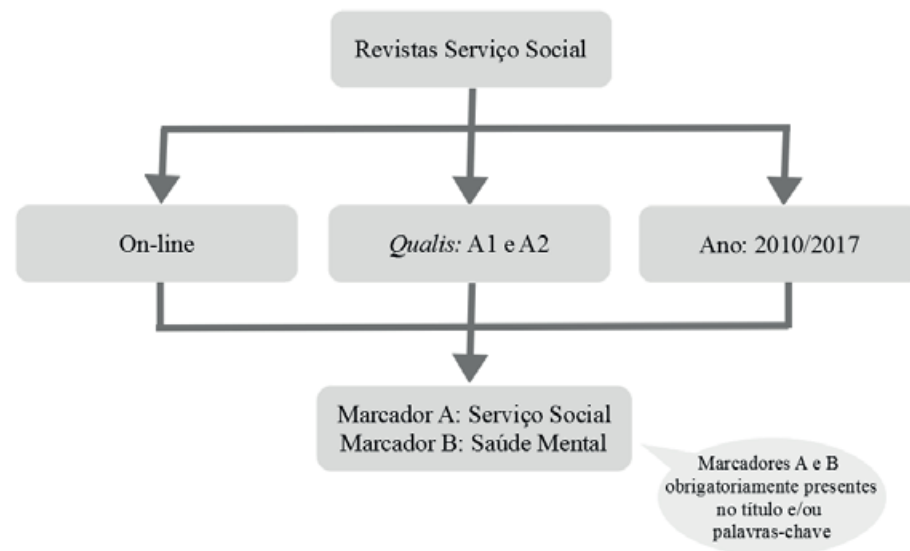 Revistas Serviço Social
On-line
Qualis: A1 e A2
Ano: 2010/2017
Marcador A: Serviço Social
Marcador B: Saúde Mental
Marcadores A e B
obrigatoriamente presentes
no título e/ou
palavras-chave